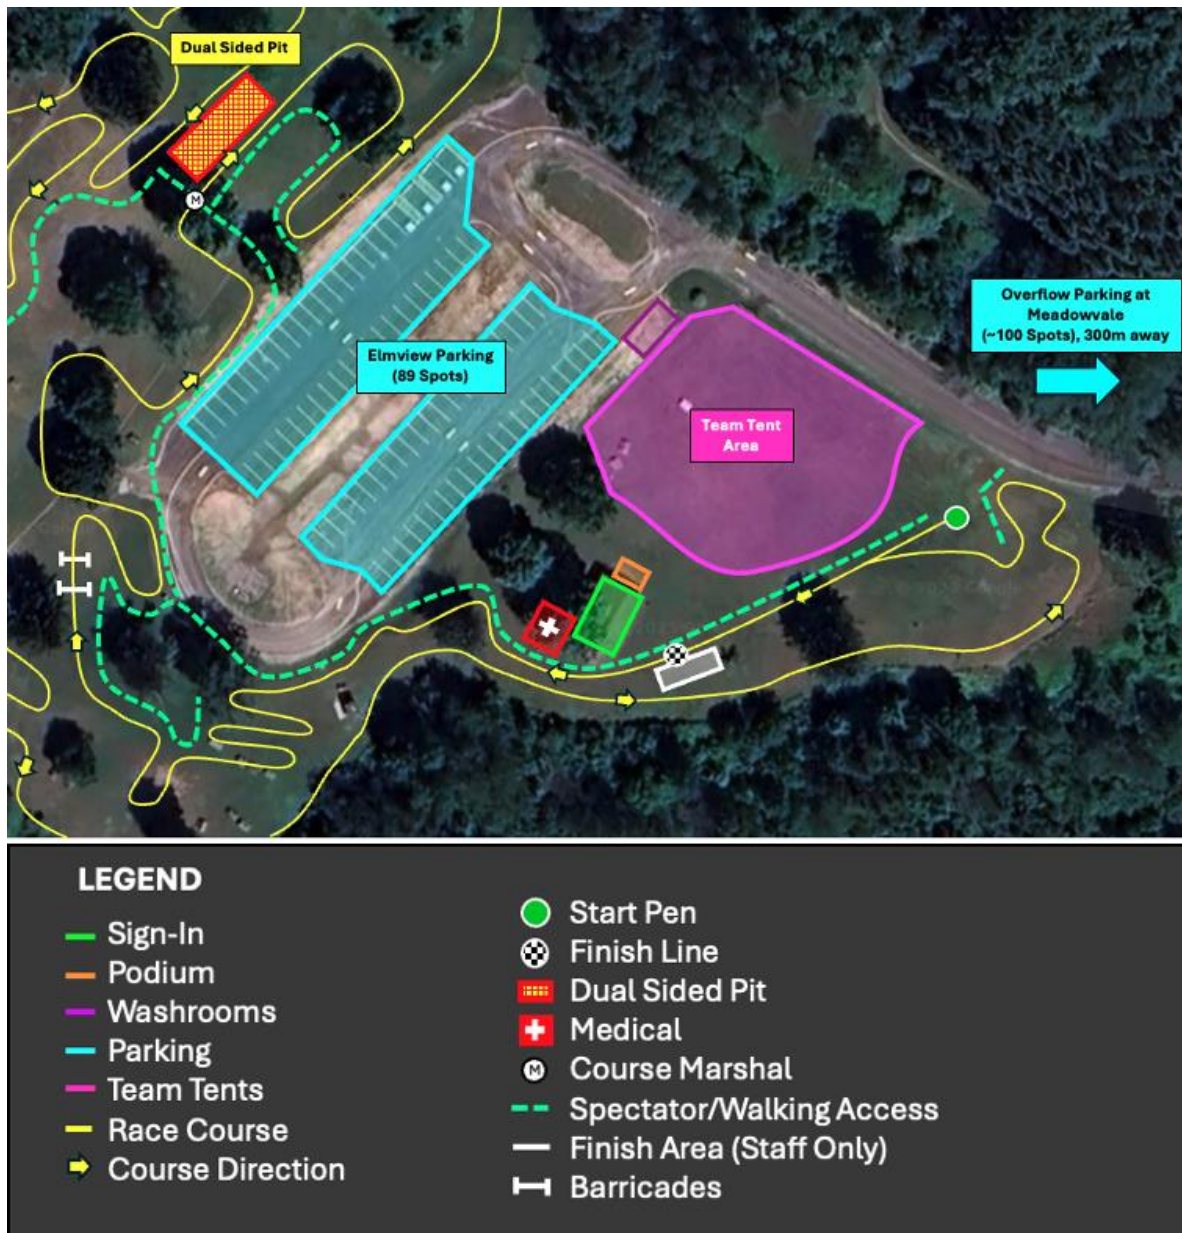 Dual Sided Pit
M
Overflow Parking at
Meadowvale
(~100 Spots), 300m away
Elmview Parking
(89 Spots)
Team Tent
Area
LEGEND
Sign-In
Podium
Washrooms
Parking
Team Tents
Race Course
Course Direction
Start Pen
Finish Line
Dual Sided Pit
Medical
M
Course Marshal
Spectator/Walking Access
Finish Area (Staff Only)
Barricades